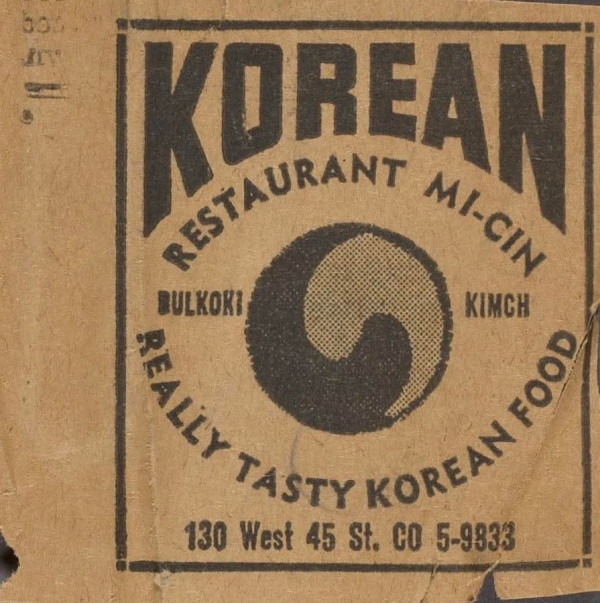 KOREAN
RESTAURANT MI-CIN
BULKOKI
KIMCH
REALLY TASTY KOREAN FOOD
130 West 45 St. CO 5-9833